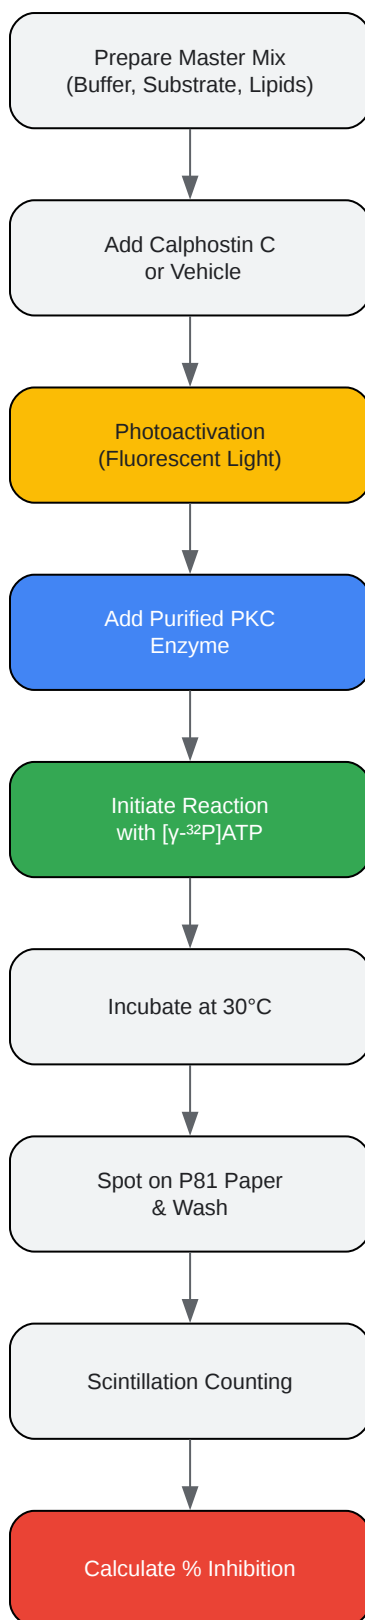 Prepare Master Mix
(Buffer, Substrate, Lipids)
Add Calphostin C
or Vehicle
Photoactivation
(Fluorescent Light)
Add Purified PKC
Enzyme
Initiate Reaction
with [γ-³²P]ATP
Incubate at 30°C
Spot on P81 Paper
& Wash
Scintillation Counting
Calculate % Inhibition